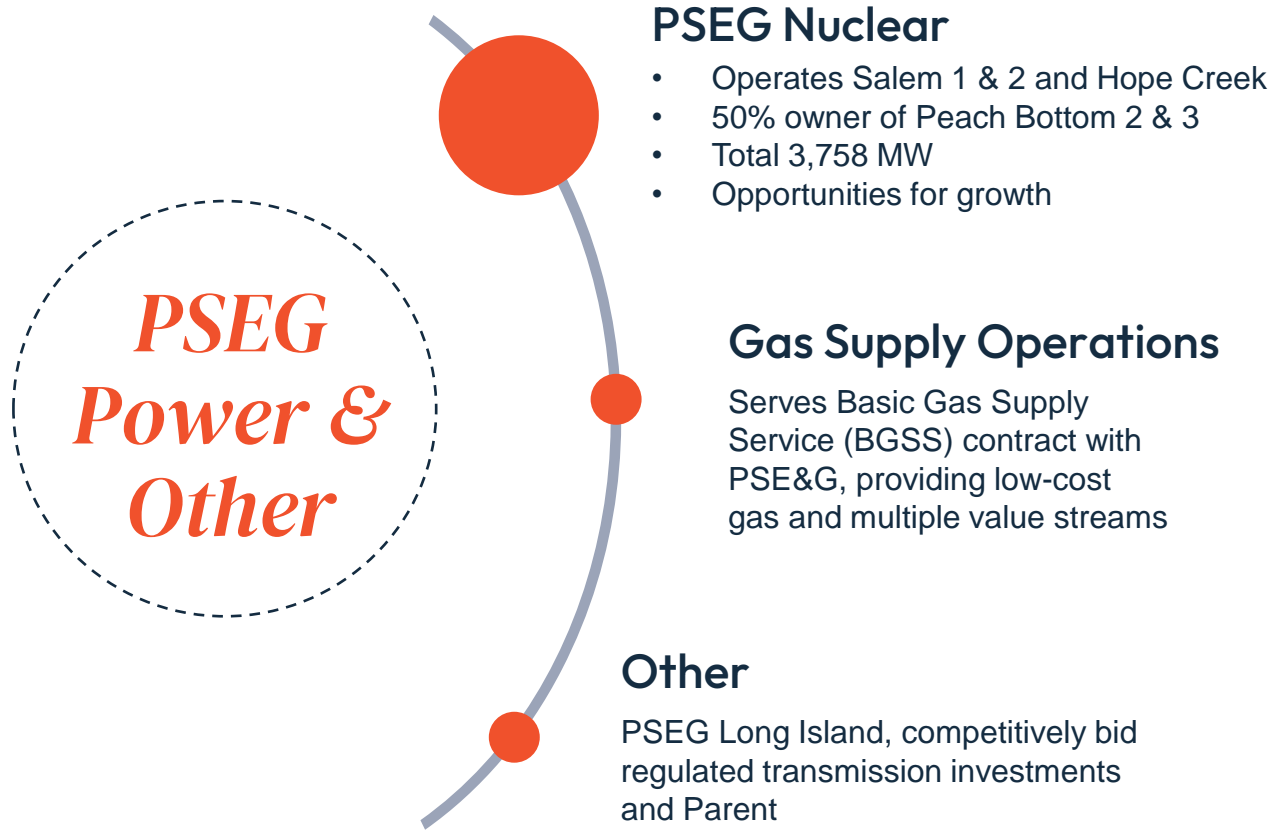 PSEG
Power &
Other
PSEG Nuclear
• Operates Salem 1 & 2 and Hope Creek
• 50% owner of Peach Bottom 2 & 3
• Total 3,758 MW
• Opportunities for growth
Gas Supply Operations
Serves Basic Gas Supply
Service (BGSS) contract with
PSE&G, providing low-cost
gas and multiple value streams
Other
PSEG Long Island, competitively bid
regulated transmission investments
and Parent